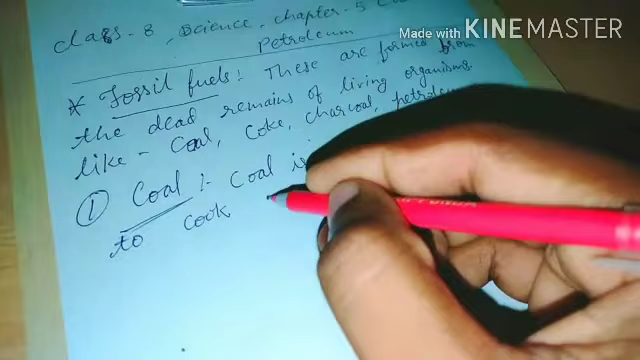 Made with KINEMASTER
Class - 8, Science, chapter - 5
Petroleum
* Fossil fuels: These are formed from
the dead remains of living organisms
like - Coal, Coke, Charcoal, petroleum
① Coal :- Coal is
to cook